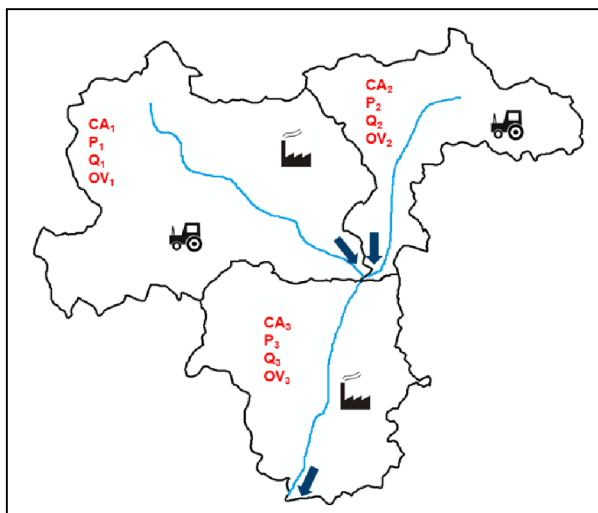 CA₁
P₁
Q₁
OV₁
CA₂
P₂
Q₂
OV₂
CA₃
P₃
Q₃
OV₃